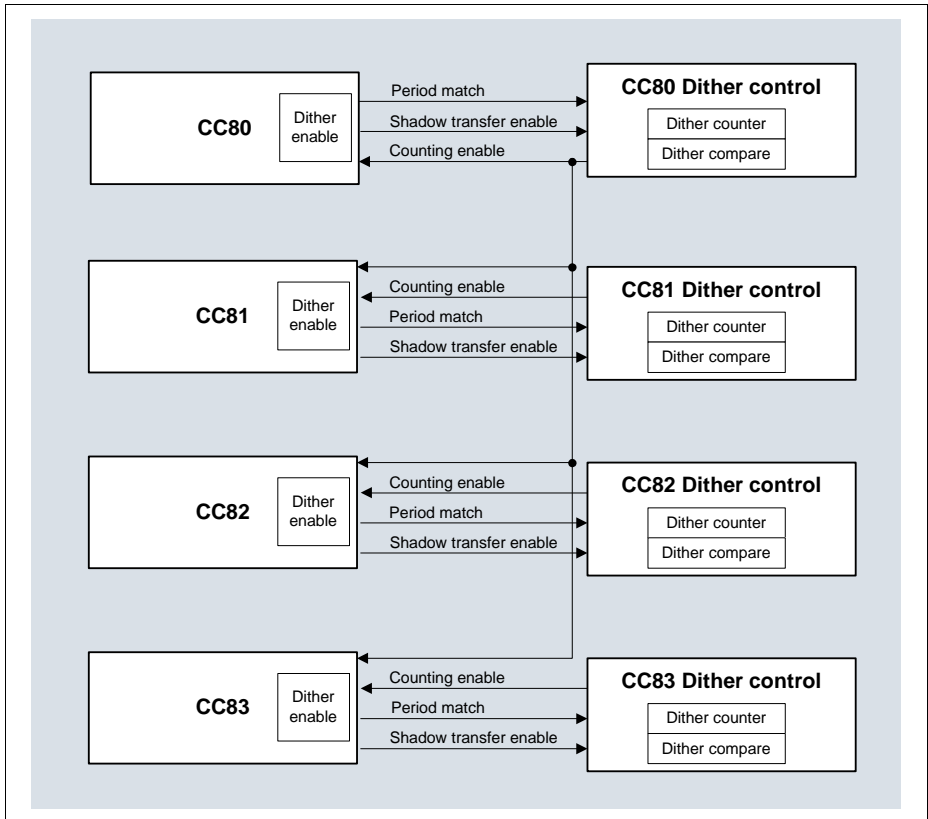 CC80
Dither
enable
Period match
Shadow transfer enable
Counting enable
CC80 Dither control
Dither counter
Dither compare
CC81
Dither
enable
Counting enable
Period match
Shadow transfer enable
CC81 Dither control
Dither counter
Dither compare
CC82
Dither
enable
Counting enable
Period match
Shadow transfer enable
CC82 Dither control
Dither counter
Dither compare
CC83
Dither
enable
Counting enable
Period match
Shadow transfer enable
CC83 Dither control
Dither counter
Dither compare